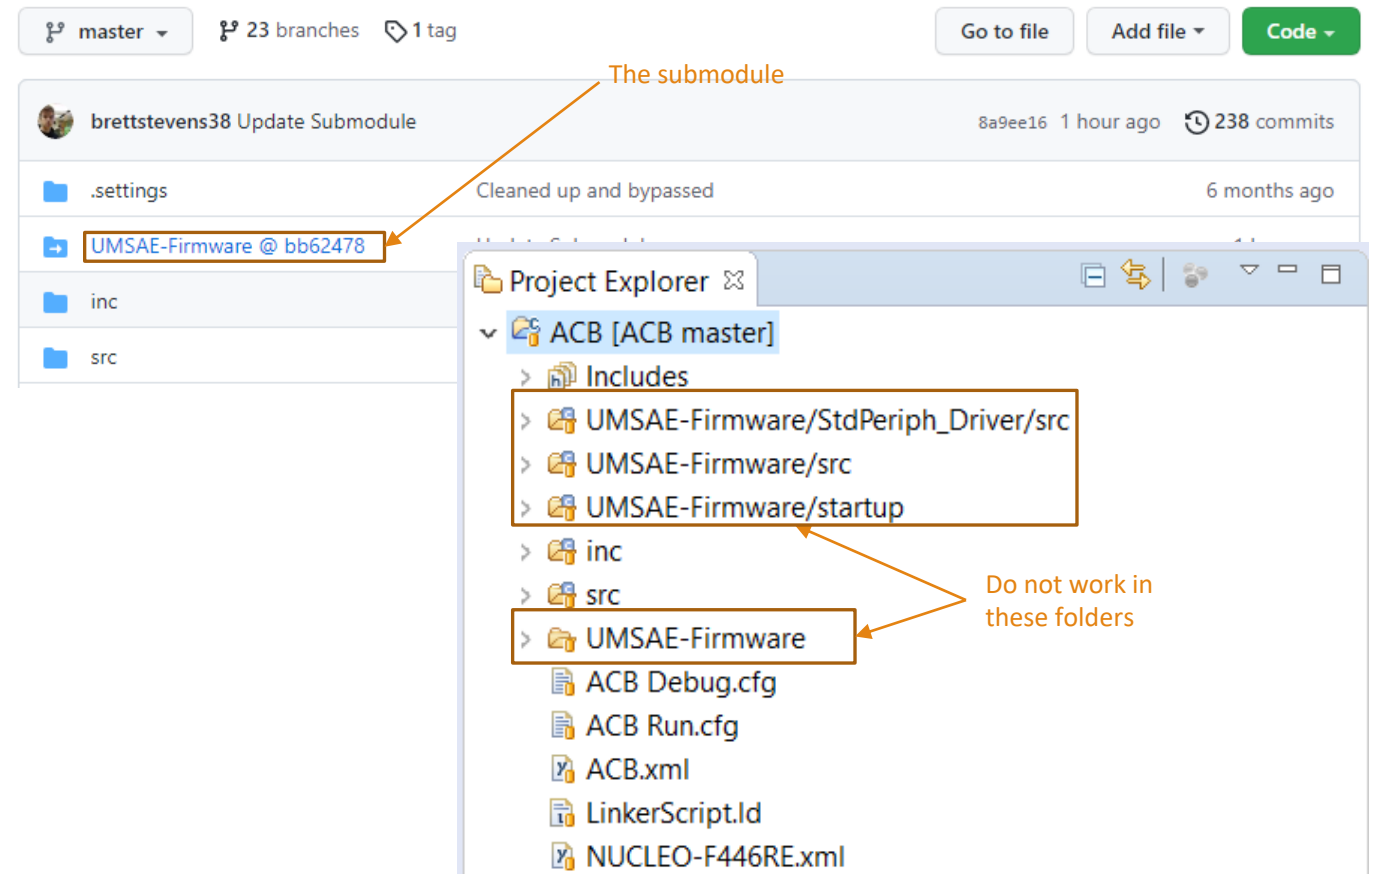 master
23 branches
1 tag
Go to file
Add file
Code
The submodule
brettstevens38 Update Submodule
8a9ee16 1 hour ago
238 commits
.settings
Cleaned up and bypassed
6 months ago
UMSAE-Firmware @ bb62478
inc
src
Project Explorer
ACB [ACB master]
Includes
UMSAE-Firmware/StdPeriph_Driver/src
UMSAE-Firmware/src
UMSAE-Firmware/startup
inc
src
UMSAE-Firmware
Do not work in
these folders
ACB Debug.cfg
ACB Run.cfg
ACB.xml
LinkerScript.ld
NUCLEO-F446RE.xml